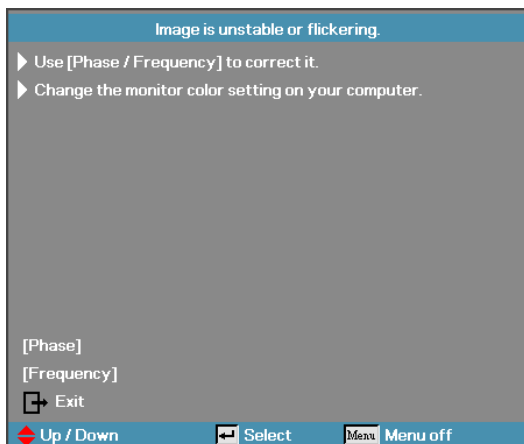 Image is unstable or flickering.
Use [Phase / Frequency] to correct it.
Change the monitor color setting on your computer.
[Phase]
[Frequency]
Exit
Up / Down Select Menu Menu off